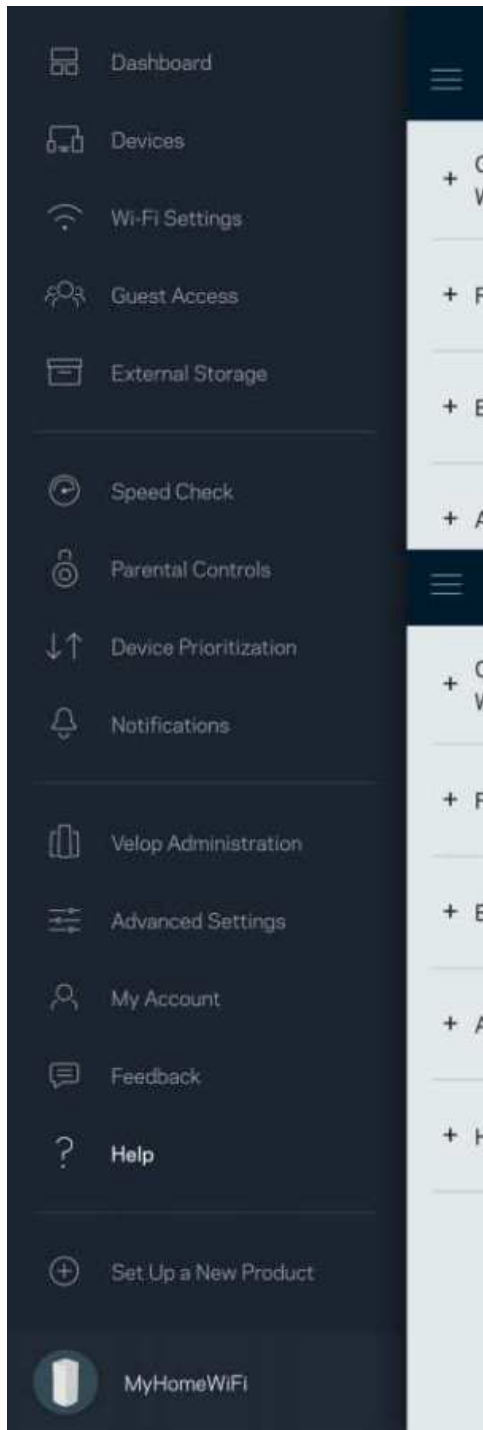 Dashboard
Devices
Wi-Fi Settings
Guest Access
External Storage
Speed Check
Parental Controls
Device Prioritization
Notifications
Velop Administration
Advanced Settings
My Account
Feedback
Help
Set Up a New Product
MyHomeWiFi